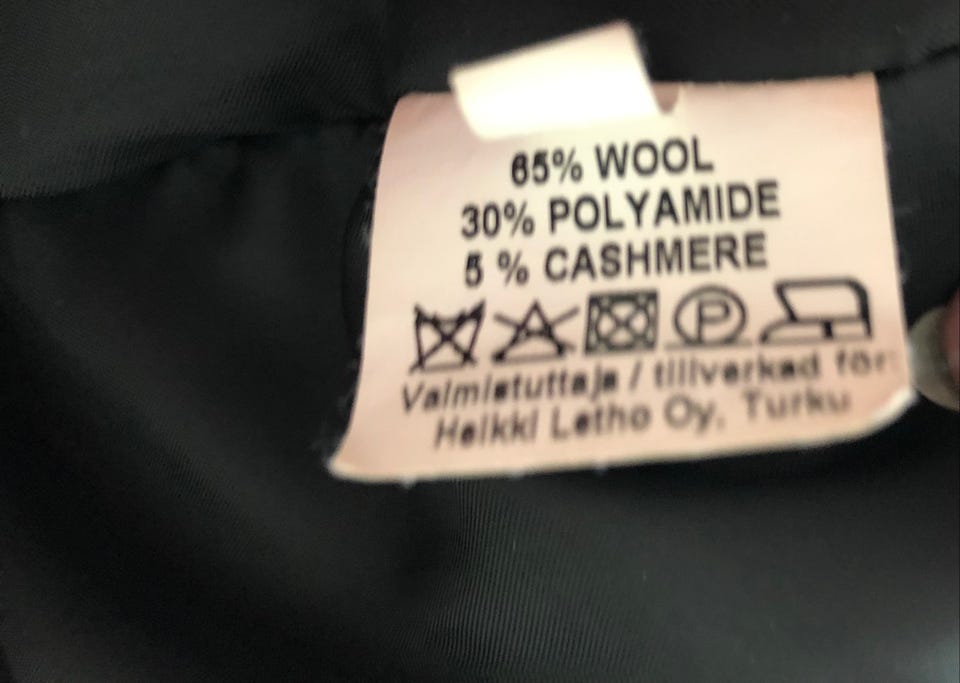 65% WOOL
30% POLYAMIDE
5 % CASHMERE
P
Valmistuttaja / tillverkad för:
Heikki Letho Oy. Turku